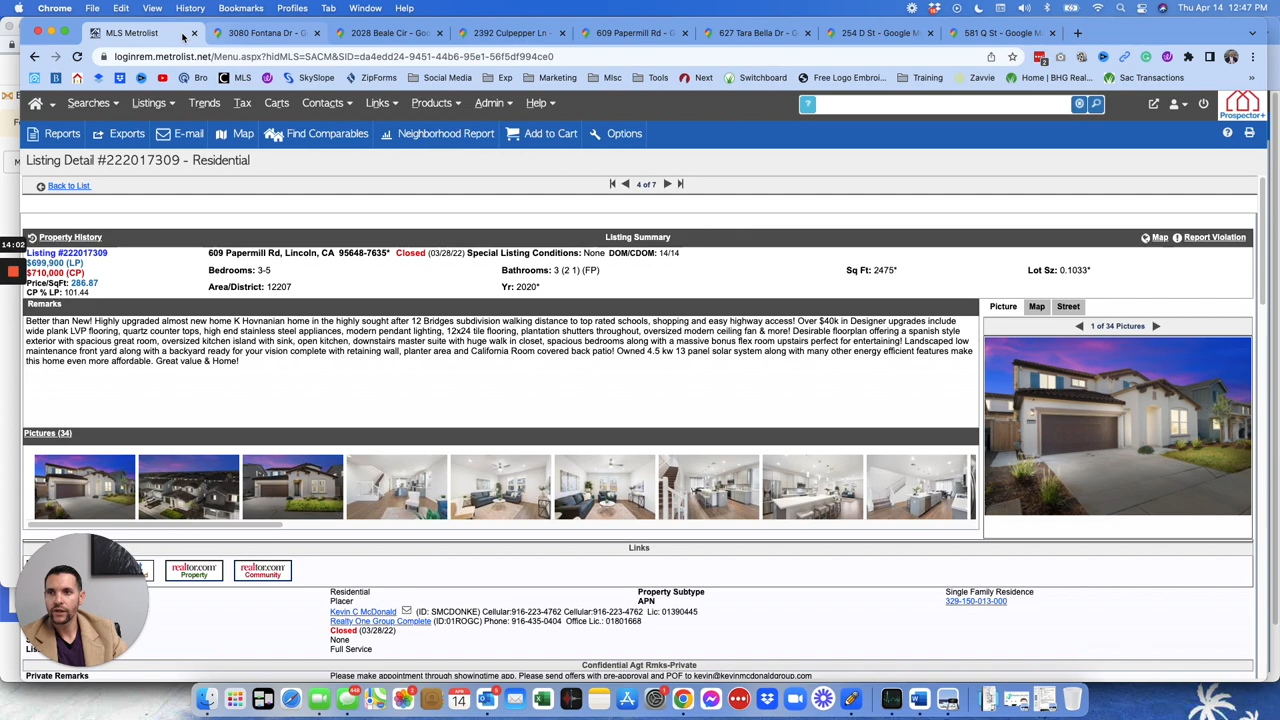 Chrome File Edit View History Bookmarks Profiles Tab Window Help Thu Apr 14 12:47 PM
MLS Metrolist 3080 Fontana Dr - Goo 2028 Beale Cir - Goo 2392 Culpepper Ln - 609 Papermill Rd - G 627 Tara Bella Dr - G 254 D St - Google M 581 Q St - Google M
loginrem.metrolist.net/Menu.aspx?hidMLS=SACM&SID=da4edd24-9451-44b6-951e-56f5df994ce0
Bro MLS SkySlope ZipForms Social Media Exp Marketing MIsc Tools Next Switchboard Free Logo Embroi... Training Zavvie Home | BHG Real... Sac Transactions
Searches Listings Trends Tax Carts Contacts Links Products Admin Help
Prospector+
Reports Exports E-mail Map Find Comparables Neighborhood Report Add to Cart Options
Listing Detail #222017309 - Residential
Back to List 4 of 7
Property History Listing Summary Map Report Violation
14:02
Listing #222017309 609 Papermill Rd, Lincoln, CA 95648-7635* Closed (03/28/22) Special Listing Conditions: None DOM/CDOM: 14/14
$699,900 (LP)
$710,000 (CP) Bedrooms: 3-5 Bathrooms: 3 (2 1) (FP) Sq Ft: 2475* Lot Sz: 0.1033*
Price/SqFt: 286.87 Area/District: 12207 Yr: 2020*
CP % LP: 101.44
Remarks
Better than New! Highly upgraded almost new home K Hovnanian home in the highly sought after 12 Bridges subdivision walking distance to top rated schools, shopping and easy highway access! Over $40k in Designer upgrades include
wide plank LVP flooring, quartz counter tops, high end stainless steel appliances, modern pendant lighting, 12x24 tile flooring, plantation shutters throughout, oversized modern ceiling fan & more! Desirable floorplan offering a spanish style
exterior with spacious great room, oversized kitchen island with sink, open kitchen, downstairs master suite with huge walk in closet, spacious bedrooms along with a massive bonus flex room upstairs perfect for entertaining! Landscaped low
maintenance front yard along with a backyard ready for your vision complete with retaining wall, planter area and California Room covered back patio! Owned 4.5 kw 13 panel solar system along with many other energy efficient features make
this home even more affordable. Great value & Home!
Picture Map Street
1 of 34 Pictures
Pictures (34)
Links
realtor.com Property realtor.com Community
Residential Property Subtype Single Family Residence
Placer APN 329-150-013-000
Kevin C McDonald (ID: SMCDONKE) Cellular:916-223-4762 Cellular:916-223-4762 Lic: 01390445
Realty One Group Complete (ID:01ROGC) Phone: 916-435-0404 Office Lic.: 01801668
Closed (03/28/22)
None
Full Service
Confidential Agt Rmks-Private
Private Remarks Please make appointment through showingtime app. Please send offers with pre-approval and POF to kevin@kevinmcdonaldgroup.com